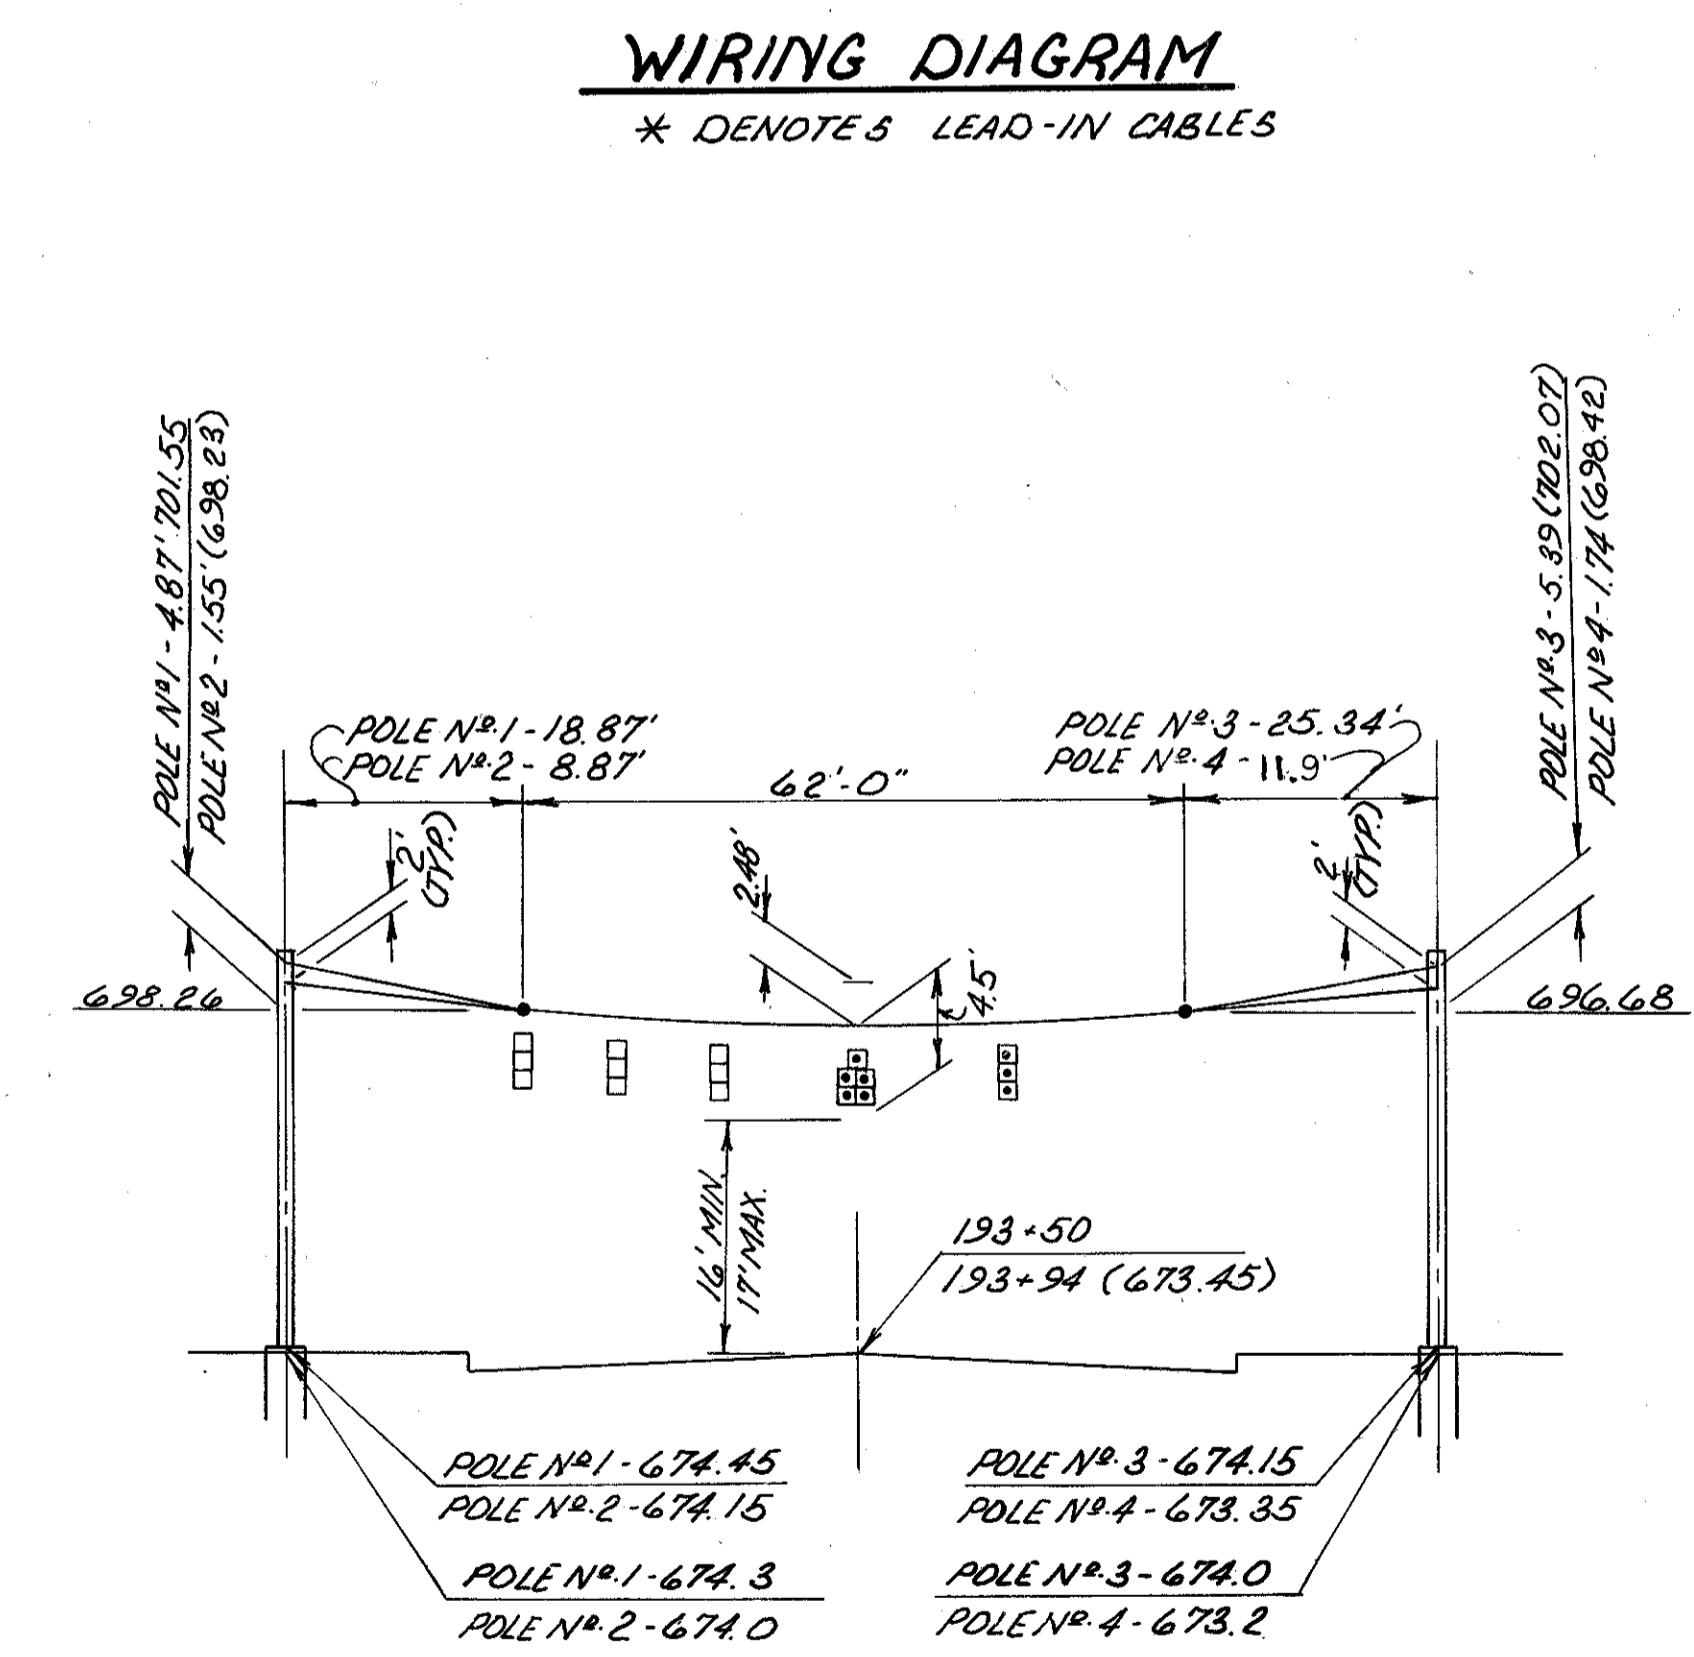 WIRING DIAGRAM
* DENOTES LEAD-IN CABLES
POLE Nº1 - 4.87' 701.55
POLE Nº2 - 1.55' (698.23)
POLE Nº.3 - 5.39 (702.07)
POLE Nº4 - 1.74 (698.42)
POLE Nº.1 - 18.87'
POLE Nº.2 - 8.87'
62'-0"
POLE Nº.3 - 25.34'
POLE Nº.4 - 11.9'
2'
(TYP.)
2.48'
4.5'
2'
(TYP.)
698.26
696.68
16' MIN.
17' MAX.
193+50
193+94 (673.45)
POLE Nº1 - 674.45
POLE Nº.2 - 674.15
POLE Nº.3 - 674.15
POLE Nº.4 - 673.35
POLE Nº.1 - 674.3
POLE Nº.2 - 674.0
POLE Nº.3 - 674.0
POLE Nº.4 - 673.2